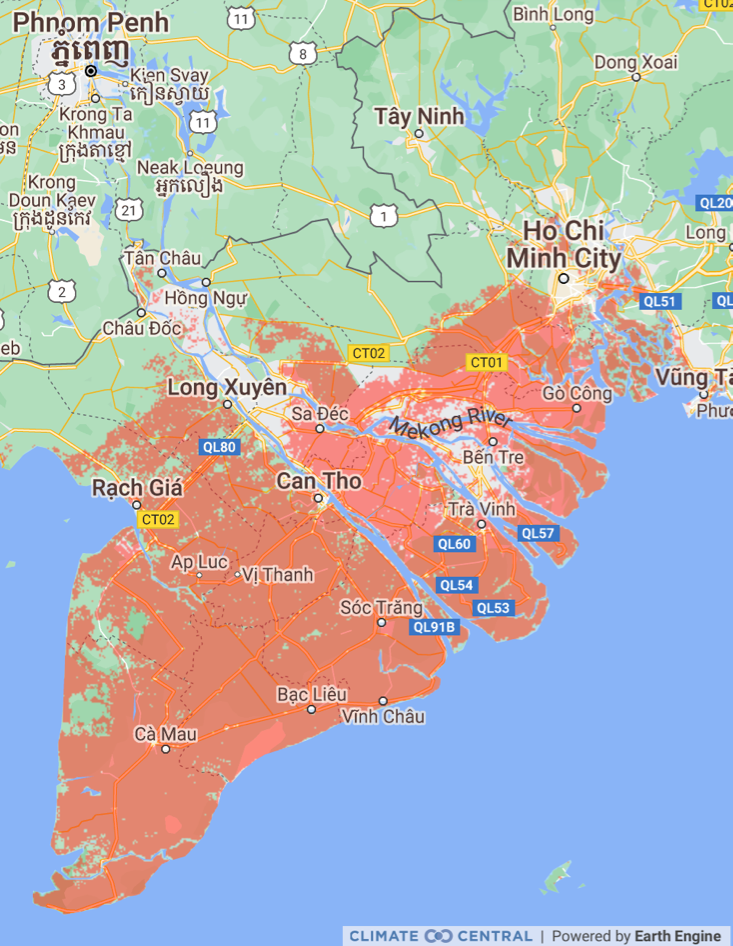 CT02
Phnom Penh
ភ្នំពេញ
11
Bình Long
8
Dong Xoai
Kien Svay
កៀនស្វាយ
3
Krong Ta
Khmau
ក្រុងតាខ្មៅ
11
Tây Ninh
Neak Loeung
អ្នកលឿង
Krong
Doun Kaev
ក្រុងដូនកែវ
21
1
QL20
Ho Chi
Minh City
Long
Tân Châu
2
Hồng Ngự
QL51
QL
Châu Đốc
eb
CT02
CT01
Long Xuyên
Vũng Tà
Gò Công
Phướ
Sa Đéc
Mekong River
QL80
Bến Tre
Can Tho
Rạch Giá
CT02
Trà Vinh
QL57
QL60
Ap Luc
Vị Thanh
QL54
Sóc Trăng
QL53
QL91B
Bạc Liêu
Vĩnh Châu
Cà Mau
CLIMATE CENTRAL | Powered by Earth Engine